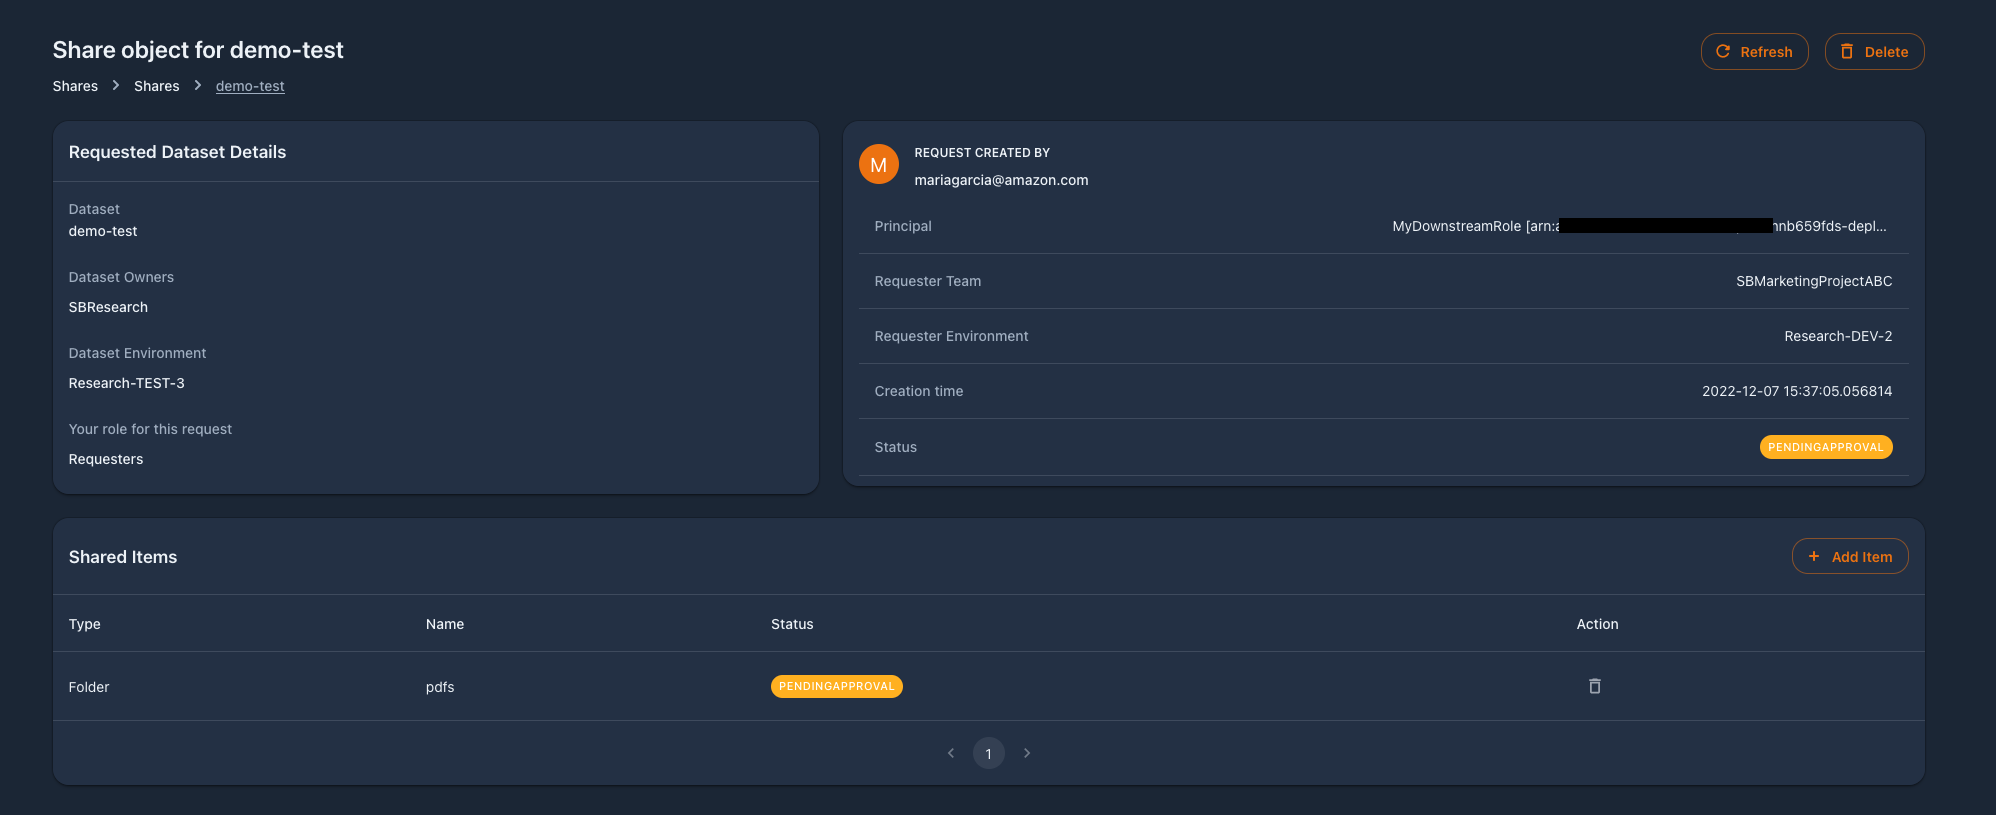 Share object for demo-test
Refresh
Delete
Shares > Shares > demo-test
Requested Dataset Details
Dataset
demo-test
Dataset Owners
SBResearch
Dataset Environment
Research-TEST-3
Your role for this request
Requesters
M
REQUEST CREATED BY
mariagarcia@amazon.com
Principal MyDownstreamRole [arn: nb659fds-depl...
Requester Team SBMarketingProjectABC
Requester Environment Research-DEV-2
Creation time 2022-12-07 15:37:05.056814
Status PENDINGAPPROVAL
Shared Items
+ Add Item
Type Name Status Action
Folder pdfs PENDINGAPPROVAL
< 1 >